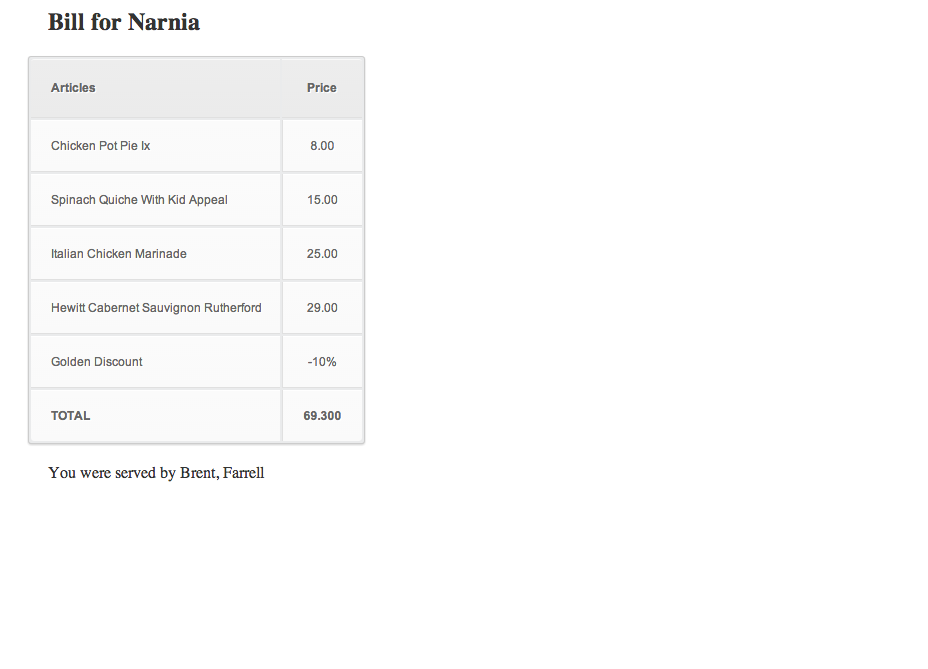 Bill for Narnia
Articles Price
Chicken Pot Pie Ix 8.00
Spinach Quiche With Kid Appeal 15.00
Italian Chicken Marinade 25.00
Hewitt Cabernet Sauvignon Rutherford 29.00
Golden Discount -10%
TOTAL 69.300
You were served by Brent, Farrell